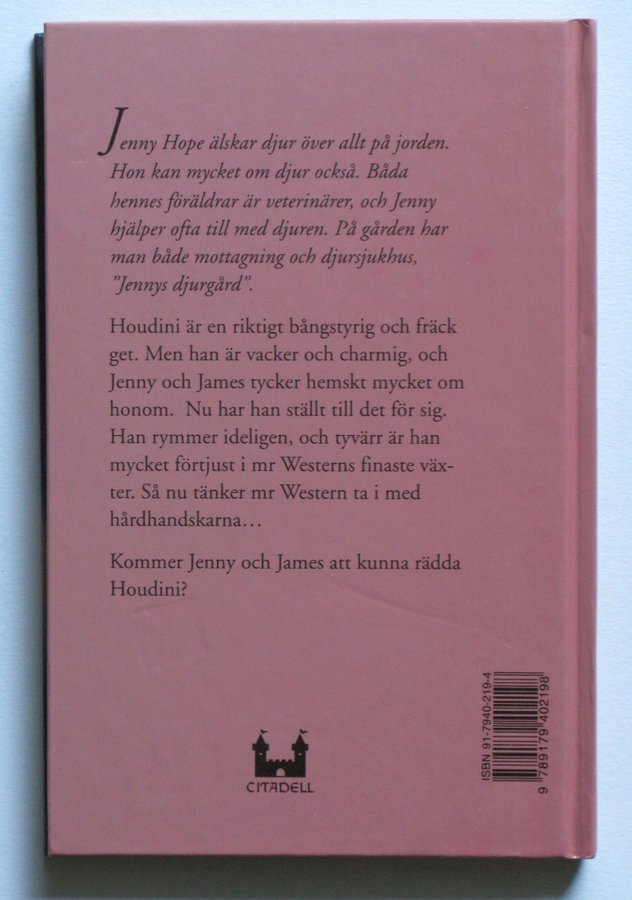 Jenny Hope älskar djur över allt på jorden.
Hon kan mycket om djur också. Båda
hennes föräldrar är veterinärer, och Jenny
hjälper ofta till med djuren. På gården har
man både mottagning och djursjukhus,
”Jennys djurgård”.
Houdini är en riktigt bångstyrig och fräck
get. Men han är vacker och charmig, och
Jenny och James tycker hemskt mycket om
honom.  Nu har han ställt till det för sig.
Han rymmer ideligen, och tyvärr är han
mycket förtjust i mr Westerns finaste väx-
ter. Så nu tänker mr Western ta i med
hårdhandskarna…
Kommer Jenny och James att kunna rädda
Houdini?
CITADELL
ISBN 91-7940-219-4
9 789179 402198